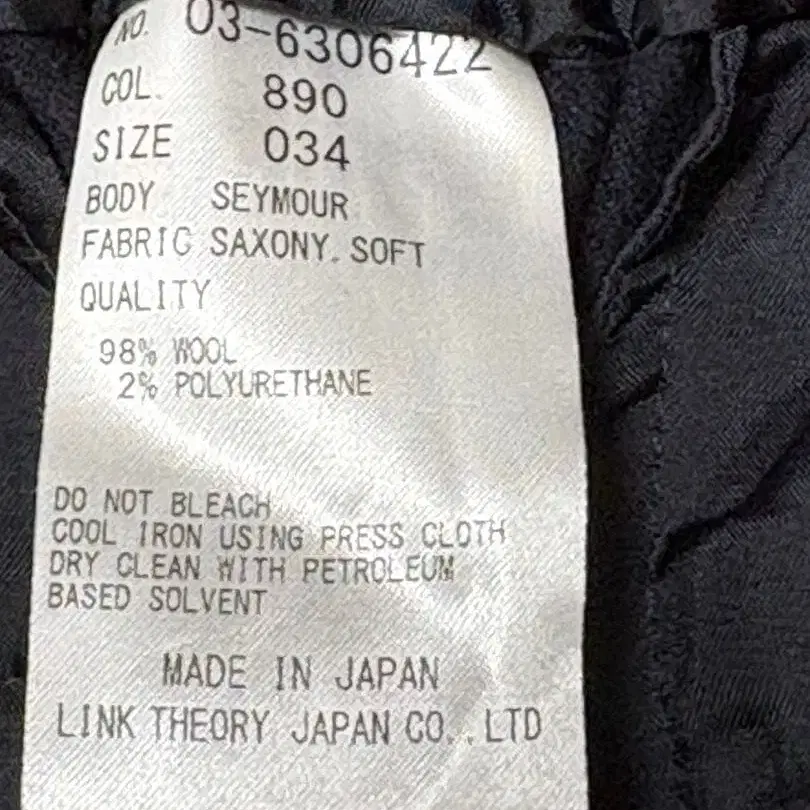 NO. 03-6306422
COL. 890
SIZE 034
BODY SEYMOUR
FABRIC SAXONY. SOFT
QUALITY
98% WOOL
2% POLYURETHANE
DO NOT BLEACH
COOL IRON USING PRESS CLOTH
DRY CLEAN WITH PETROLEUM
BASED SOLVENT
MADE IN JAPAN
LINK THEORY JAPAN CO.,LTD